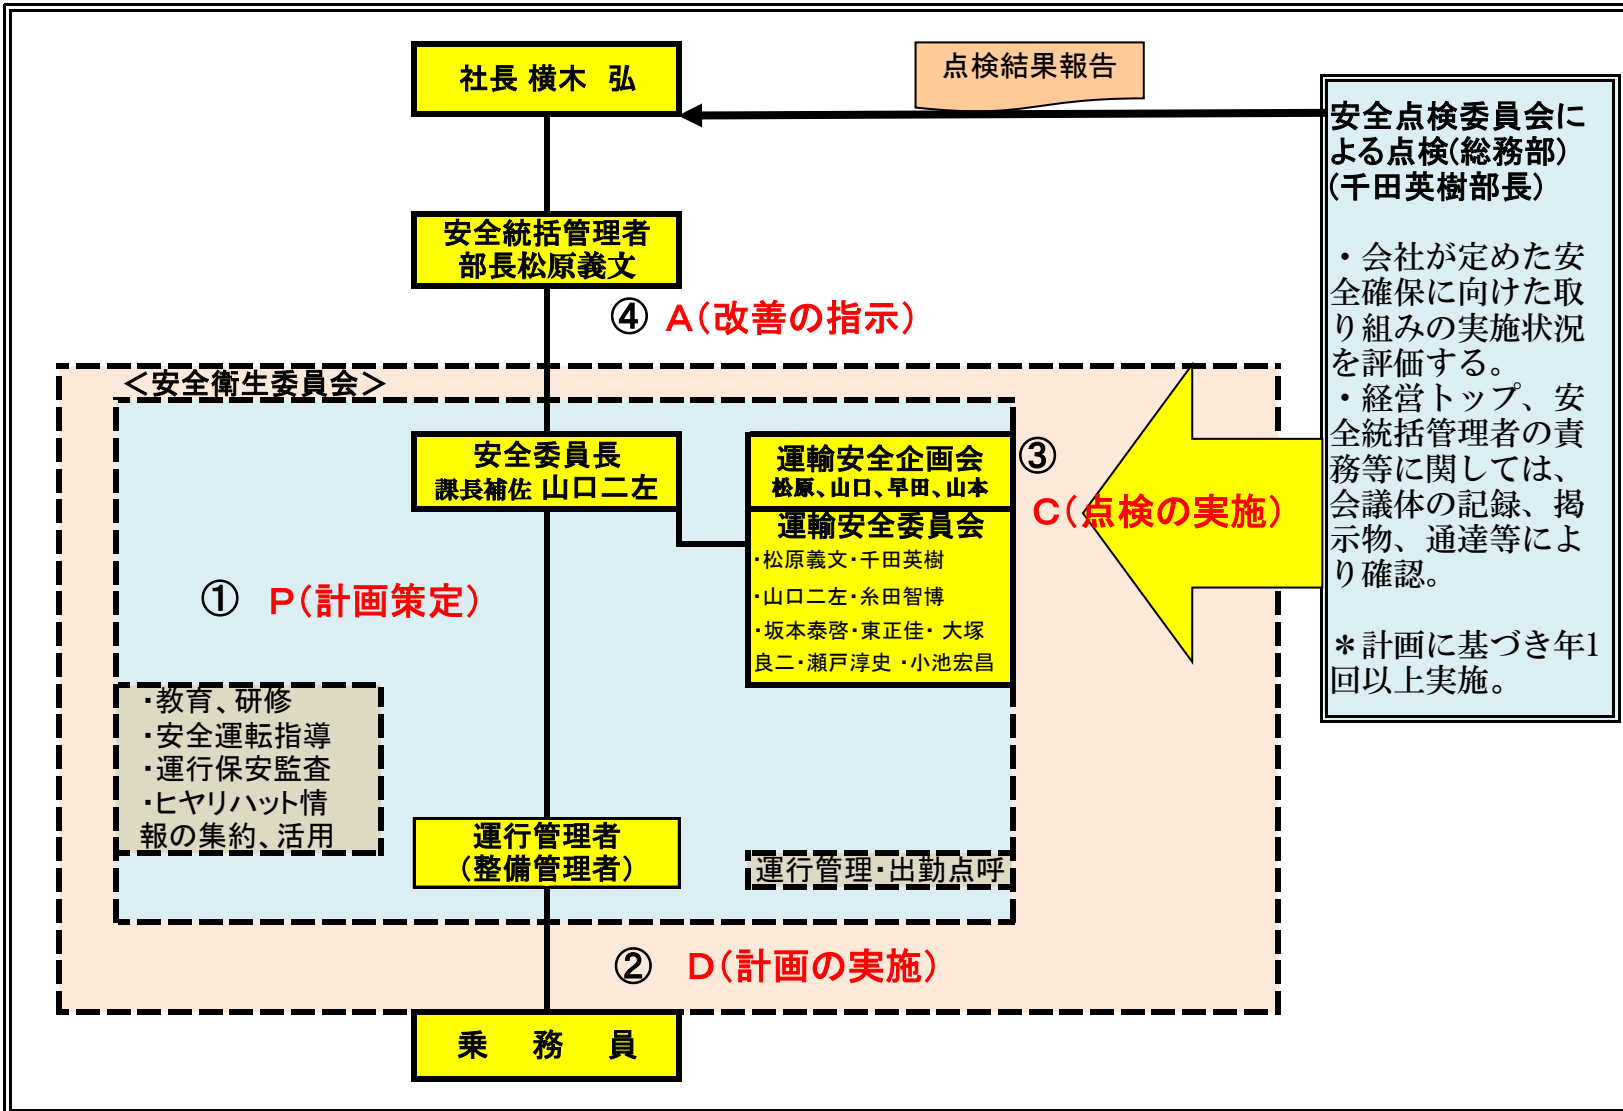 社長 横木　弘
点検結果報告
安全点検委員会に
よる点検(総務部)
(千田英樹部長)
・会社が定めた安
全確保に向けた取
り組みの実施状況
を評価する。
・経営トップ、安
全統括管理者の責
務等に関しては、
会議体の記録、掲
示物、通達等によ
り確認。
＊計画に基づき年1
回以上実施。
安全統括管理者
部長松原義文
④ A(改善の指示)
＜安全衛生委員会＞
安全委員長
課長補佐 山口二左
運輸安全企画会
松原、山口、早田、山本
③
C(点検の実施)
運輸安全委員会
・松原義文・千田英樹
・山口二左・糸田智博
・坂本泰啓・東正佳・ 大塚
良二・瀬戸淳史 ・小池宏昌
① P(計画策定)
・教育、研修
・安全運転指導
・運行保安監査
・ヒヤリハット情
報の集約、活用
運行管理者
(整備管理者)
運行管理・出勤点呼
② D(計画の実施)
乗　務　員